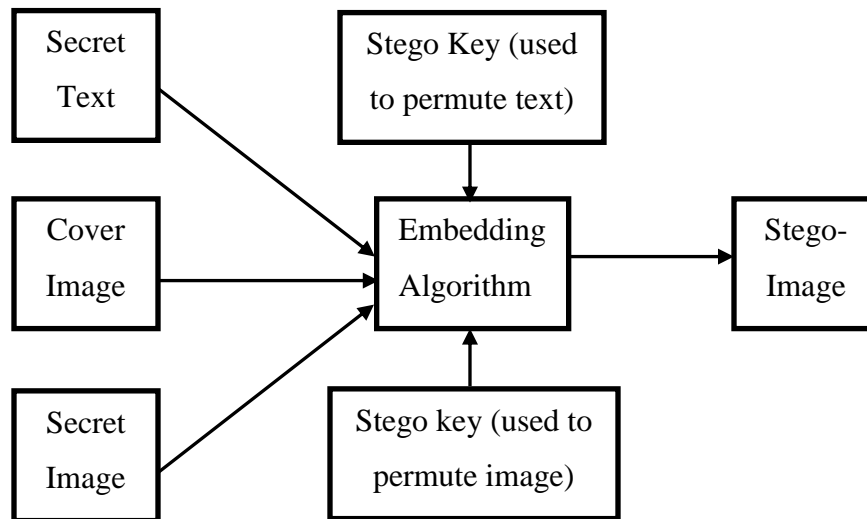 Secret
Text
Stego Key (used
to permute text)
Cover
Image
Embedding
Algorithm
Stego-
Image
Secret
Image
Stego key (used to
permute image)